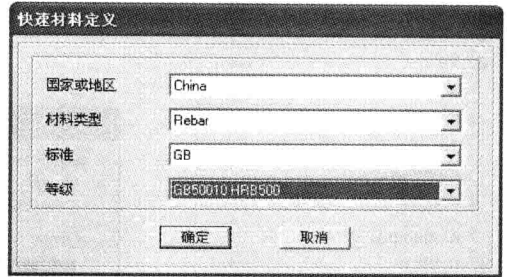 快速材料定义
国家或地区 China
材料类型 Rebar
标准 GB
等级 GB50010 HRB500
确定 取消